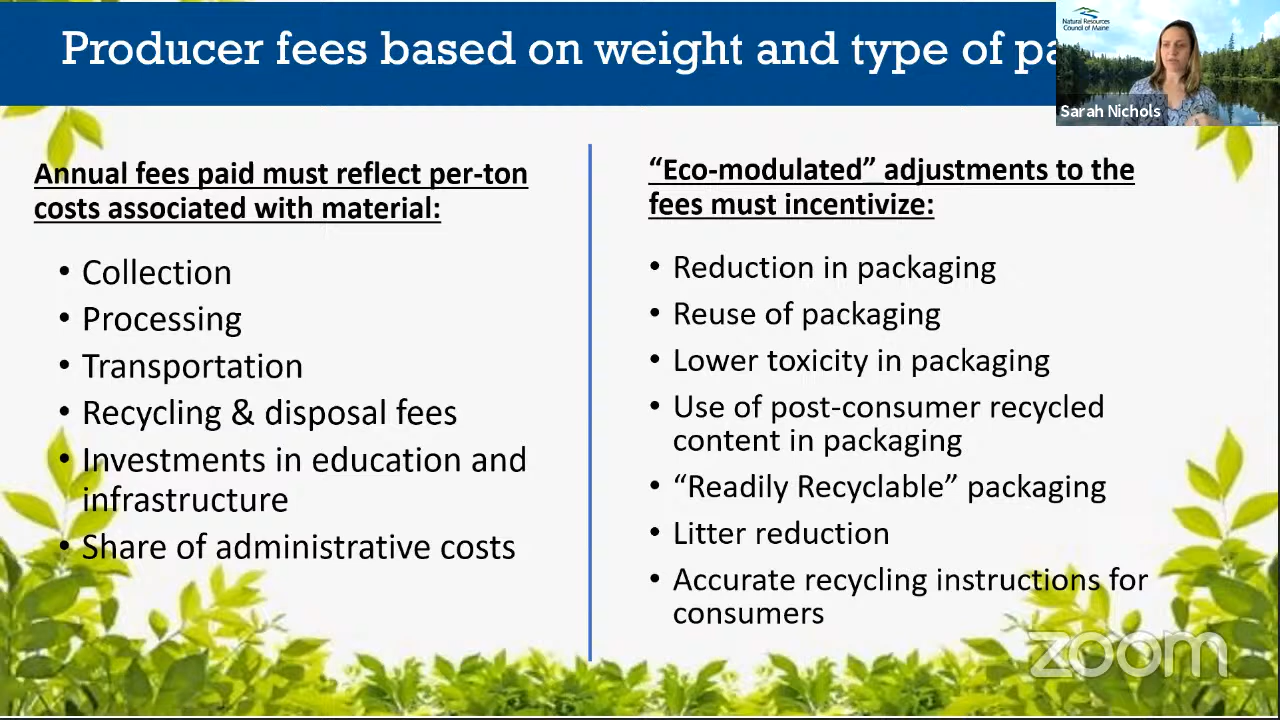 Producer fees based on weight and type of pa
Natural Resources
Council of Maine
Sarah Nichols
Annual fees paid must reflect per-ton
costs associated with material:
• Collection
• Processing
• Transportation
• Recycling & disposal fees
• Investments in education and
infrastructure
• Share of administrative costs
“Eco-modulated” adjustments to the
fees must incentivize:
• Reduction in packaging
• Reuse of packaging
• Lower toxicity in packaging
• Use of post-consumer recycled
content in packaging
• “Readily Recyclable” packaging
• Litter reduction
• Accurate recycling instructions for
consumers
zoom